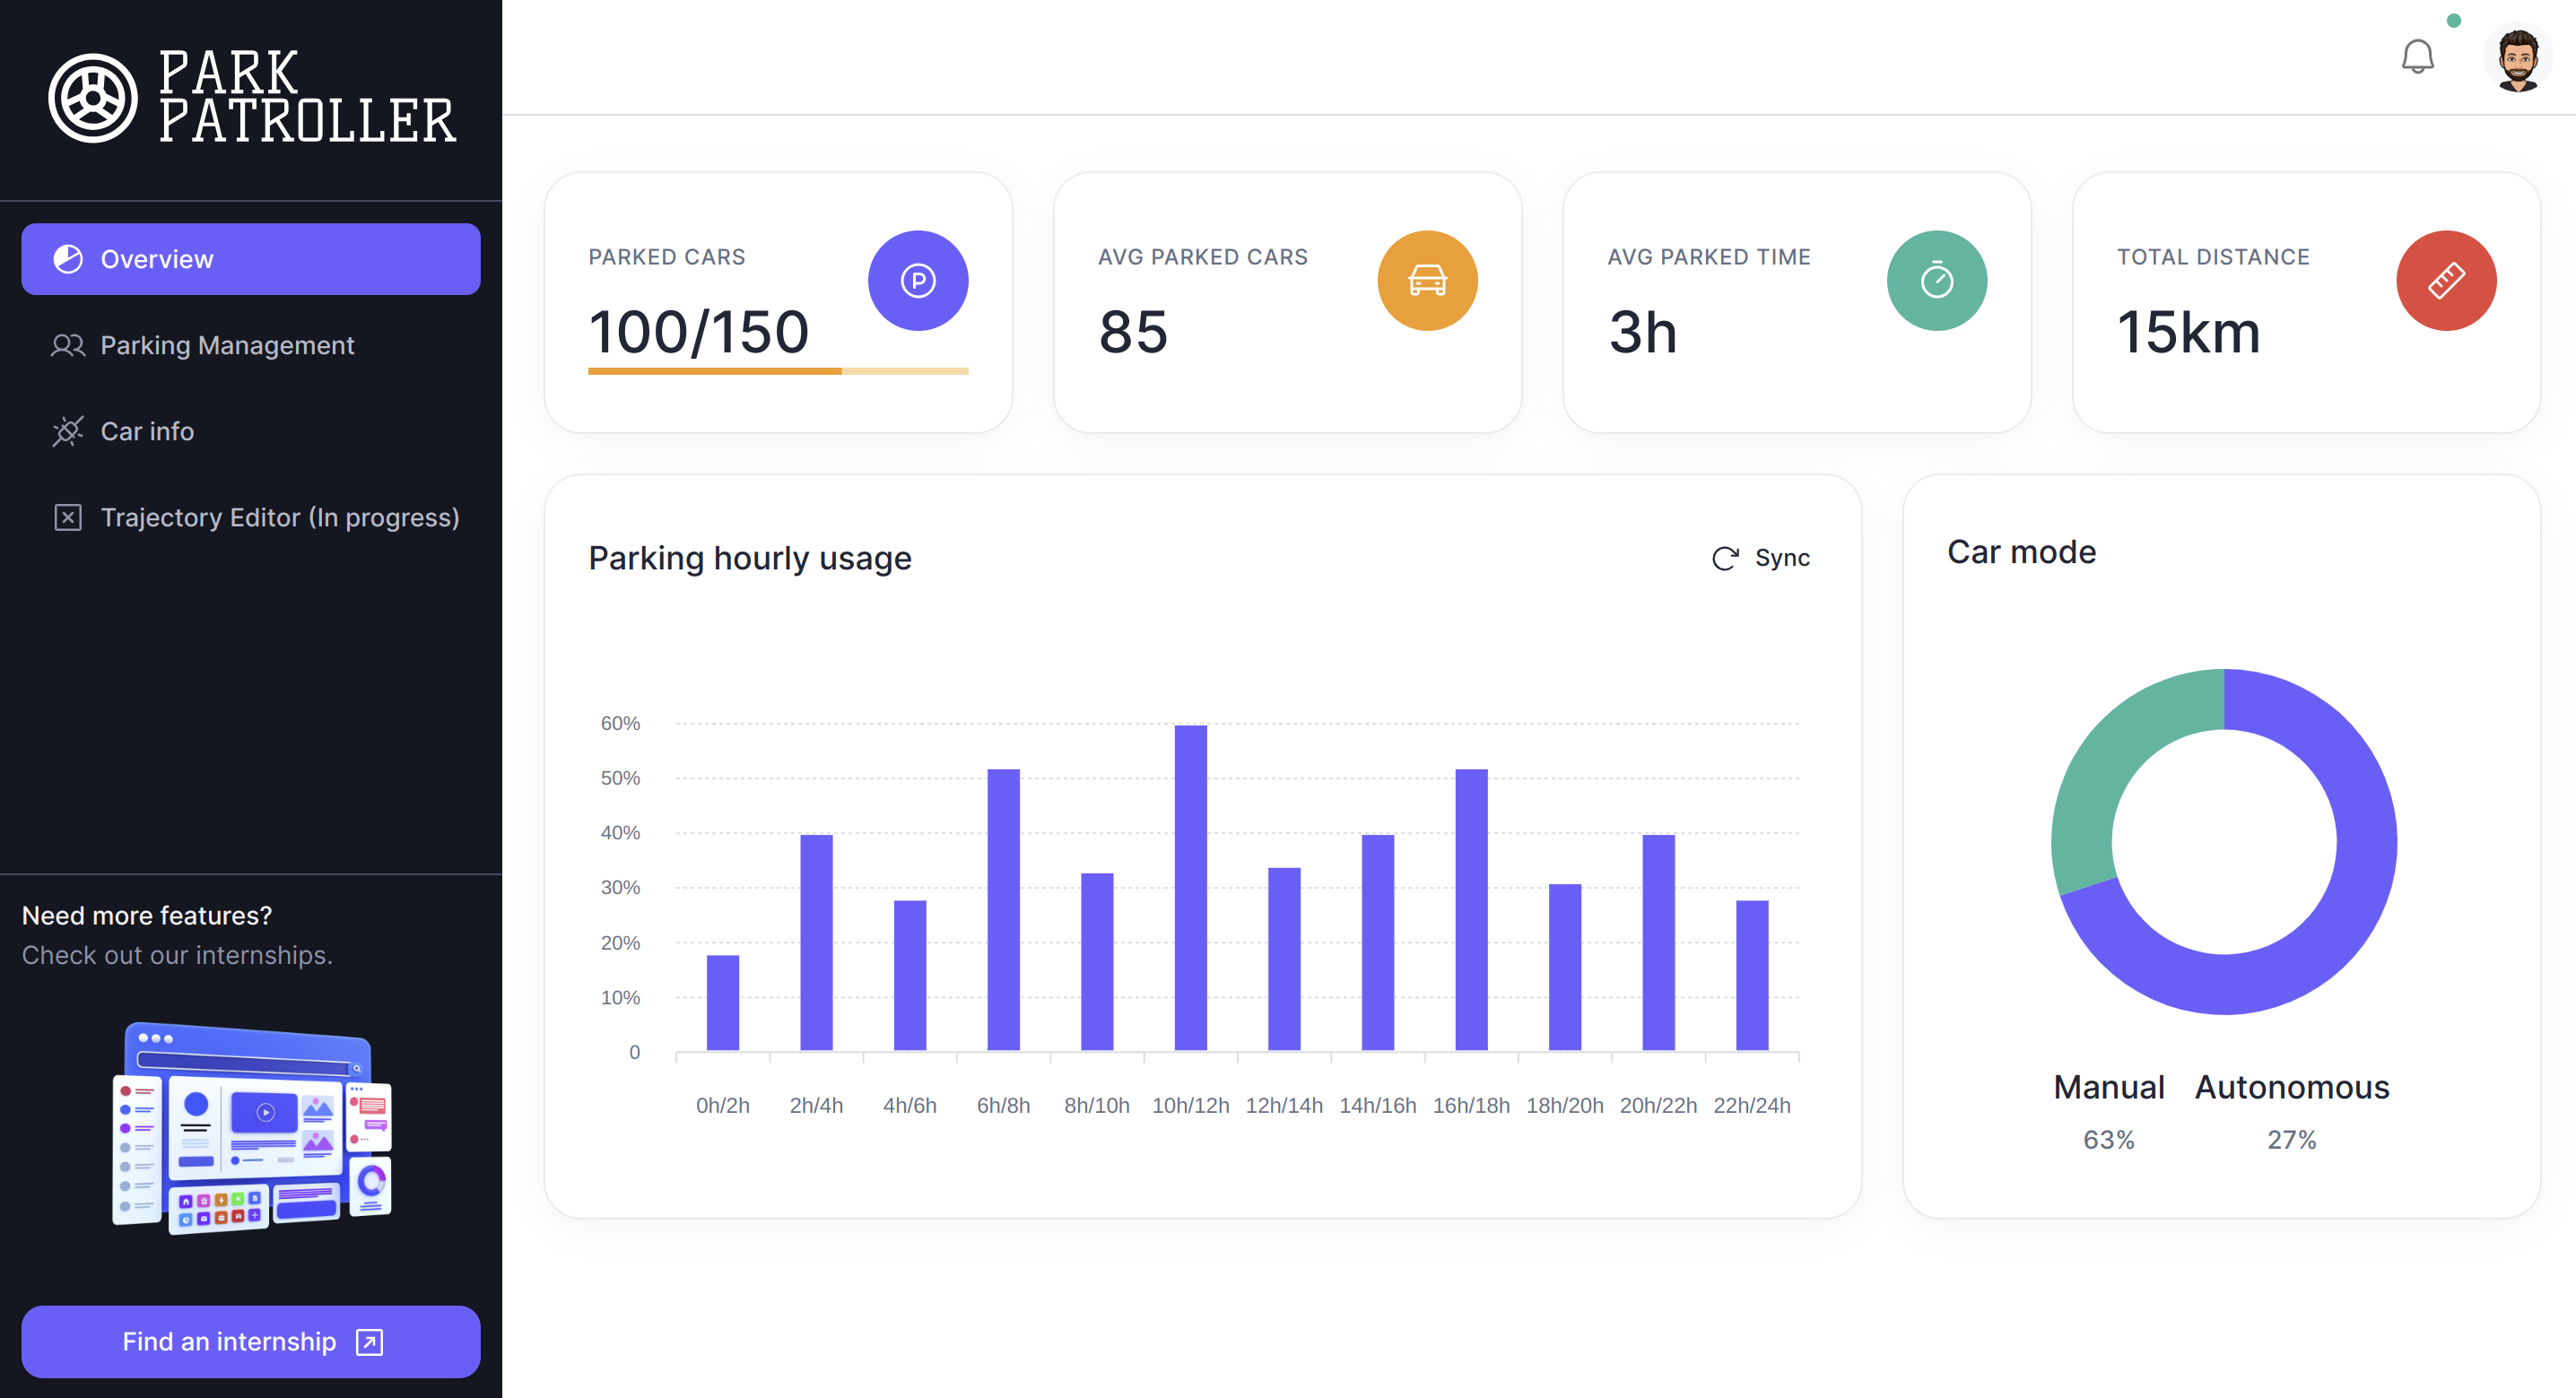 PARK
PATROLLER
Overview
Parking Management
Car info
Trajectory Editor (In progress)
Need more features?
Check out our internships.
Find an internship
PARKED CARS
100/150
AVG PARKED CARS
85
AVG PARKED TIME
3h
TOTAL DISTANCE
15km
Parking hourly usage
Sync
60%
50%
40%
30%
20%
10%
0
0h/2h 2h/4h 4h/6h 6h/8h 8h/10h 10h/12h 12h/14h 14h/16h 16h/18h 18h/20h 20h/22h 22h/24h
Car mode
Manual Autonomous
63% 27%